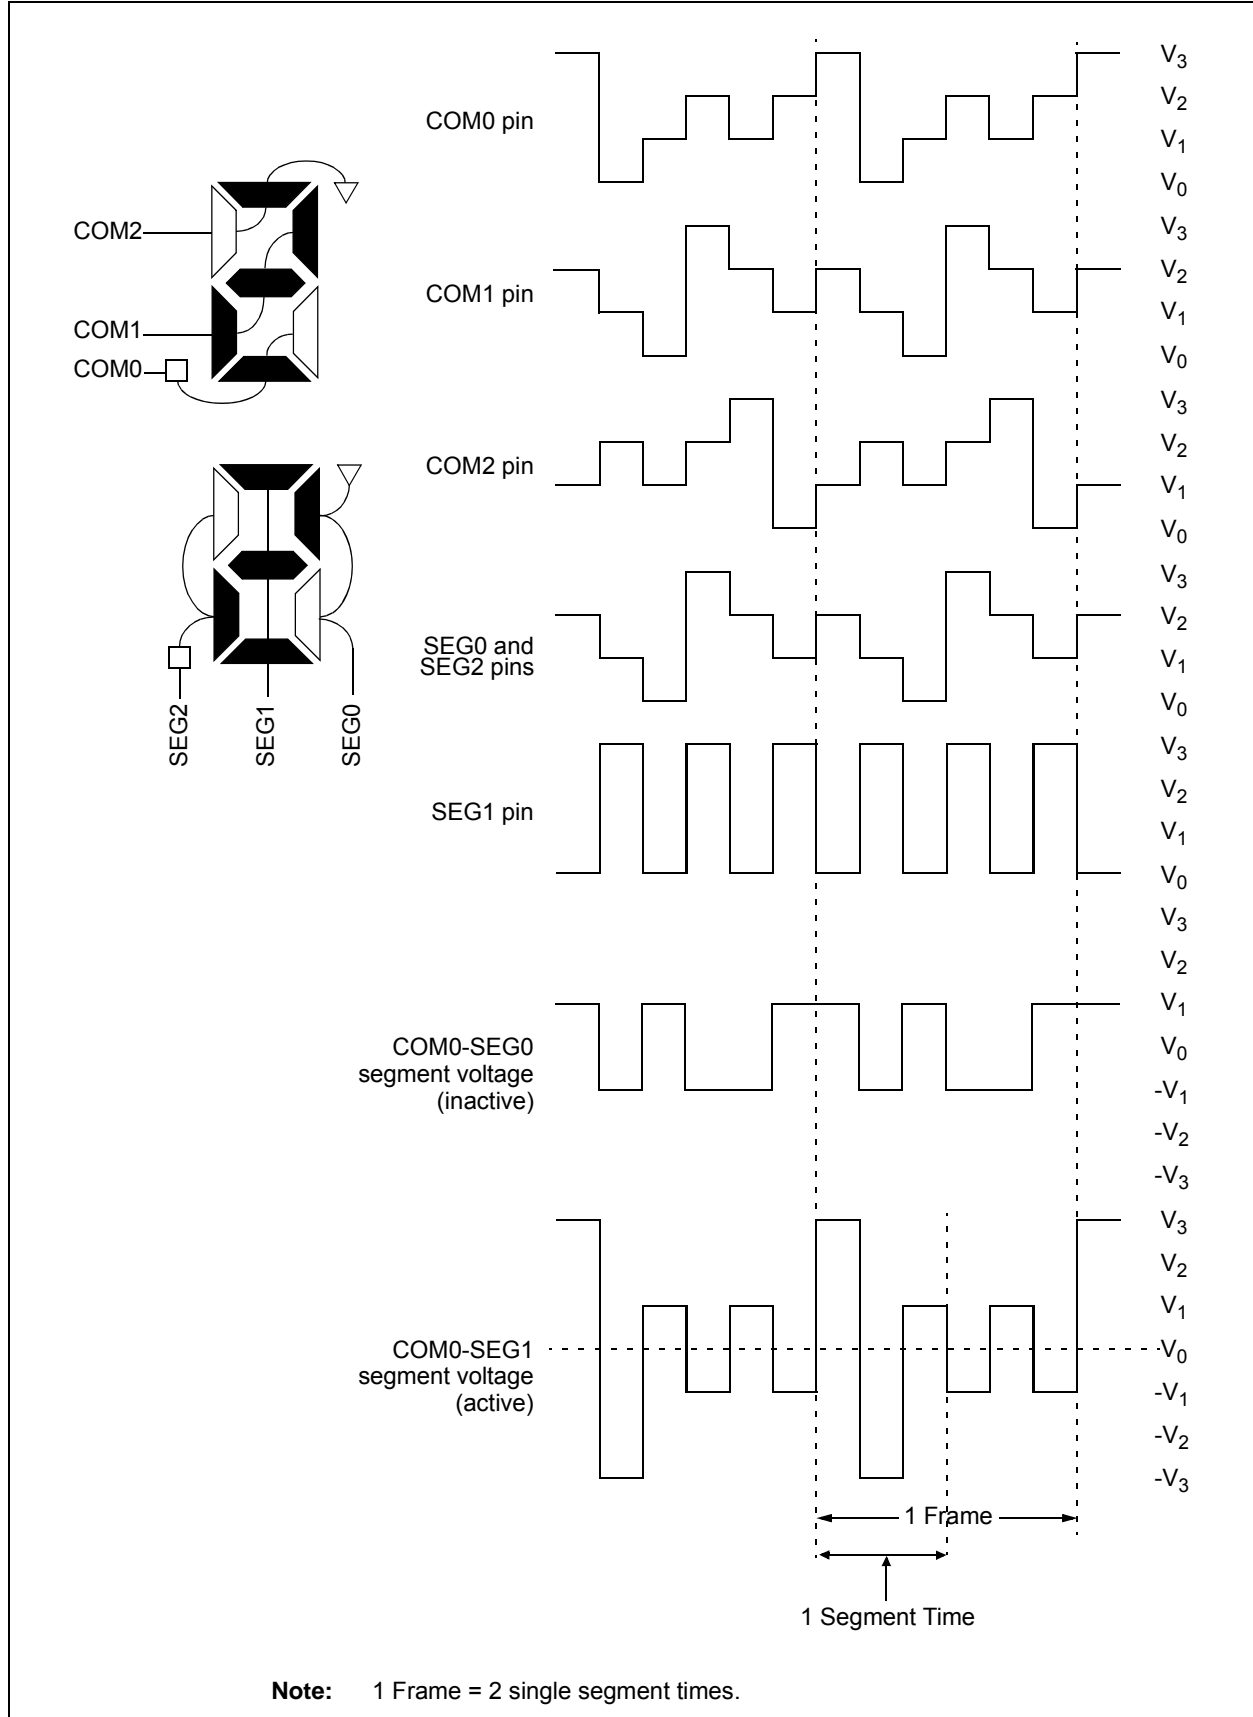 COM0 pin
V3
V2
V1
V0
COM2
COM1
COM0
COM1 pin
V3
V2
V1
V0
COM2 pin
V3
V2
V1
V0
SEG2
SEG1
SEG0
SEG0 and
SEG2 pins
V3
V2
V1
V0
SEG1 pin
V3
V2
V1
V0
COM0-SEG0
segment voltage
(inactive)
V3
V2
V1
V0
-V1
-V2
-V3
COM0-SEG1
segment voltage
(active)
V3
V2
V1
V0
-V1
-V2
-V3
1 Frame
1 Segment Time
Note: 1 Frame = 2 single segment times.